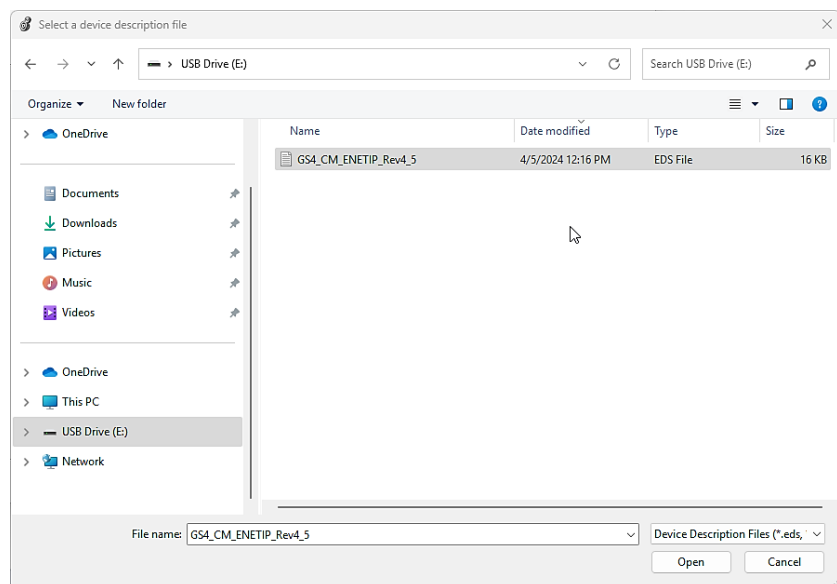 Select a device description file
USB Drive (E:)
Search USB Drive (E:)
Organize
New folder
?
OneDrive
Documents
Downloads
Pictures
Music
Videos
OneDrive
This PC
USB Drive (E:)
Network
Name Date modified Type Size
GS4_CM_ENETIP_Rev4_5 4/5/2024 12:16 PM EDS File 16 KB
File name: GS4_CM_ENETIP_Rev4_5
Device Description Files (*.eds,
Open
Cancel